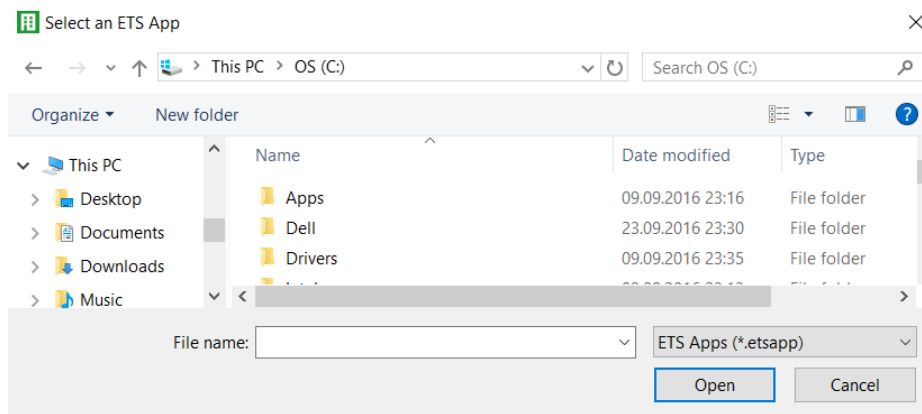 Select an ETS App
This PC > OS (C:)
Search OS (C:)
Organize
New folder
Name
Date modified
Type
This PC
Desktop
Documents
Downloads
Music
Apps 09.09.2016 23:16 File folder
Dell 23.09.2016 23:30 File folder
Drivers 09.09.2016 23:35 File folder
File name:
ETS Apps (*.etsapp)
Open
Cancel